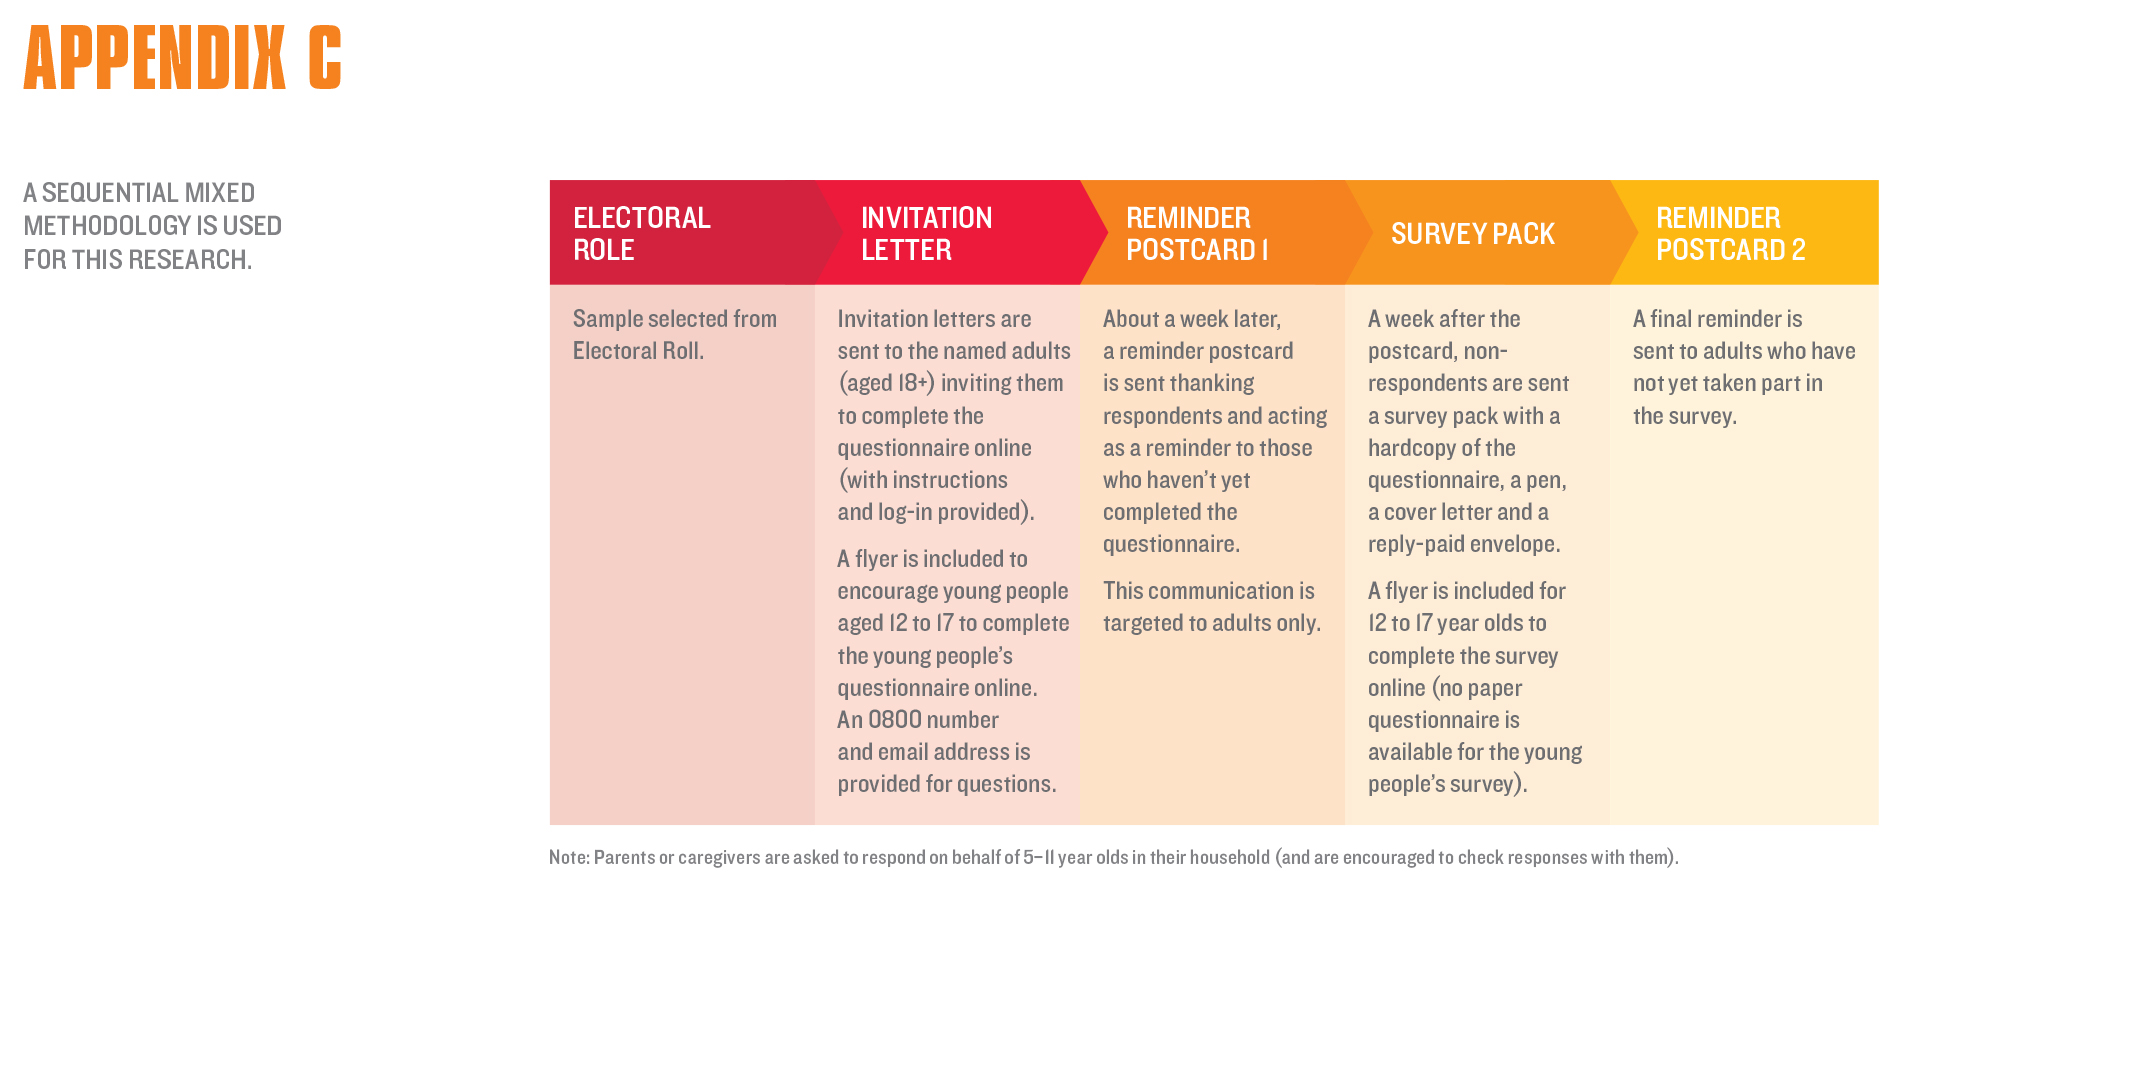 APPENDIX C
A SEQUENTIAL MIXED
METHODOLOGY IS USED
FOR THIS RESEARCH.
ELECTORAL
ROLE
Sample selected from
Electoral Roll.
INVITATION
LETTER
Invitation letters are
sent to the named adults
(aged 18+) inviting them
to complete the
questionnaire online
(with instructions
and log-in provided).
A flyer is included to
encourage young people
aged 12 to 17 to complete
the young people's
questionnaire online.
An 0800 number
and email address is
provided for questions.
REMINDER
POSTCARD 1
About a week later,
a reminder postcard
is sent thanking
respondents and acting
as a reminder to those
who haven't yet
completed the
questionnaire.
This communication is
targeted to adults only.
SURVEY PACK
A week after the
postcard, non-
respondents are sent
a survey pack with a
hardcopy of the
questionnaire, a pen,
a cover letter and a
reply-paid envelope.
A flyer is included for
12 to 17 year olds to
complete the survey
online (no paper
questionnaire is
available for the young
people's survey).
REMINDER
POSTCARD 2
A final reminder is
sent to adults who have
not yet taken part in
the survey.
Note: Parents or caregivers are asked to respond on behalf of 5–11 year olds in their household (and are encouraged to check responses with them).